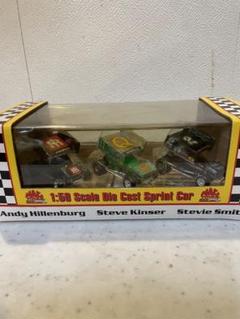 1:50 Scale Die Cast Sprint Car
Andy Hillenburg Steve Kinser Stevie Smit